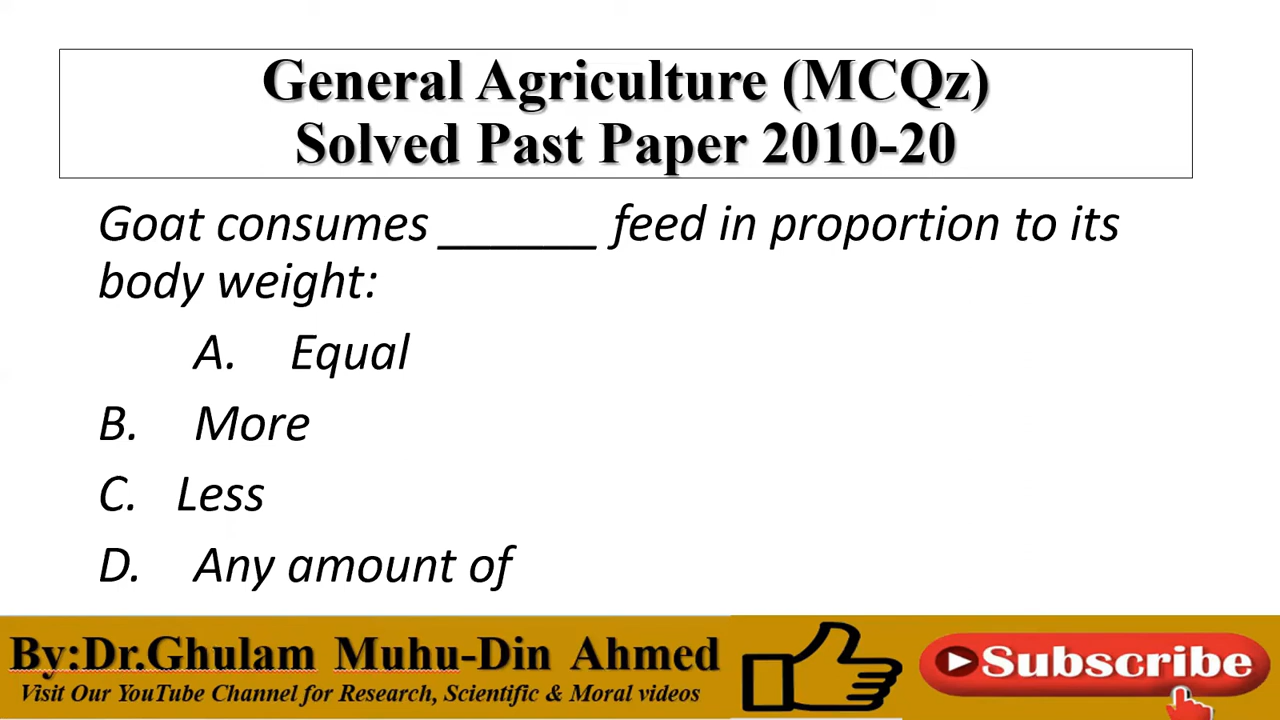 General Agriculture (MCQz)
Solved Past Paper 2010-20
Goat consumes ______ feed in proportion to its
body weight:
A. Equal
B. More
C. Less
D. Any amount of
By:Dr.Ghulam Muhu-Din Ahmed
Visit Our YouTube Channel for Research, Scientific & Moral videos
Subscribe